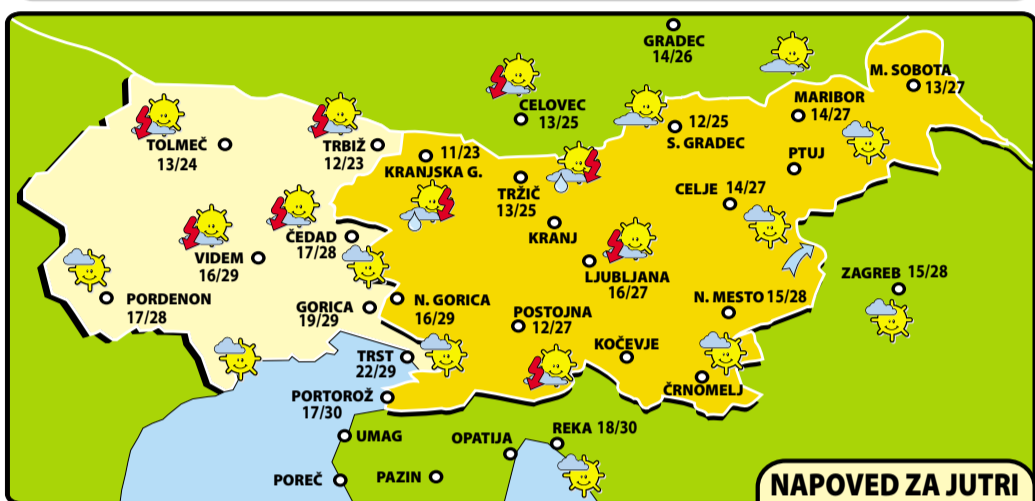 GRADEC
14/26
M. SOBOTA
13/27
CELOVEC
13/25
MARIBOR
14/27
12/25
S. GRADEC
TOLMEČ
13/24
TRBIŽ
12/23
11/23
KRANJSKA G.
PTUJ
TRŽIČ
13/25
CELJE 14/27
KRANJ
ČEDAD
17/28
VIDEM
16/29
LJUBLJANA
16/27
ZAGREB 15/28
PORDENON
17/28
GORICA
19/29
N. GORICA
16/29
N. MESTO 15/28
POSTOJNA
12/27
KOČEVJE
TRST
22/29
ČRNOMELJ
PORTOROŽ
17/30
UMAG
OPATIJA
REKA 18/30
POREČ
PAZIN
NAPOVED ZA JUTRI